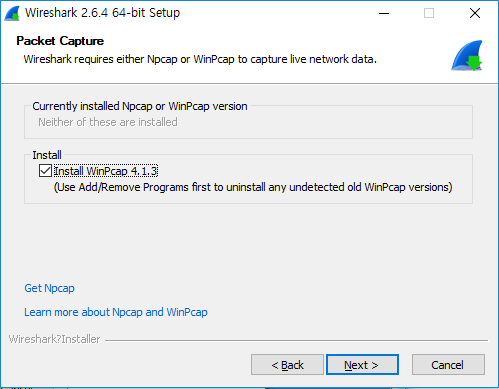 Wireshark 2.6.4 64-bit Setup
Packet Capture
Wireshark requires either Npcap or WinPcap to capture live network data.
Currently installed Npcap or WinPcap version
Neither of these are installed
Install
Install WinPcap 4.1.3
(Use Add/Remove Programs first to uninstall any undetected old WinPcap versions)
Get Npcap
Learn more about Npcap and WinPcap
Wireshark?Installer
< Back
Next >
Cancel